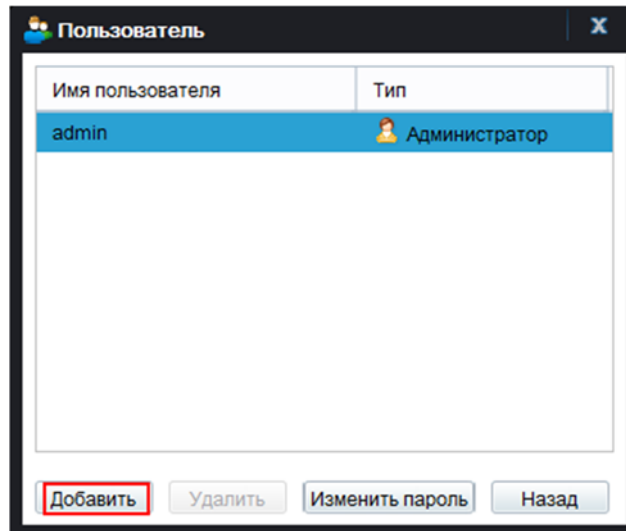 Пользователь
X
Имя пользователя Тип
admin Администратор
Добавить Удалить Изменить пароль Назад